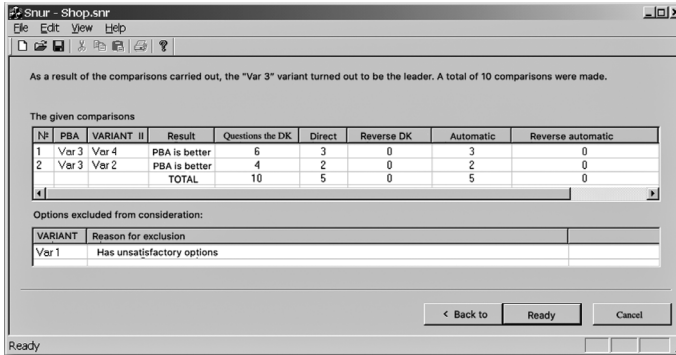 Snur - Shop.snr
File Edit View Help
As a result of the comparisons carried out, the "Var 3" variant turned out to be the leader. A total of 10 comparisons were made.
The given comparisons
№ PBA VARIANT II Result Questions the DK Direct Reverse DK Automatic Reverse automatic
1 Var 3 Var 4 PBA is better 6 3 0 3 0
2 Var 3 Var 2 PBA is better 4 2 0 2 0
TOTAL 10 5 0 5 0
Options excluded from consideration:
VARIANT Reason for exclusion
Var 1 Has unsatisfactory options
< Back to Ready Cancel
Ready